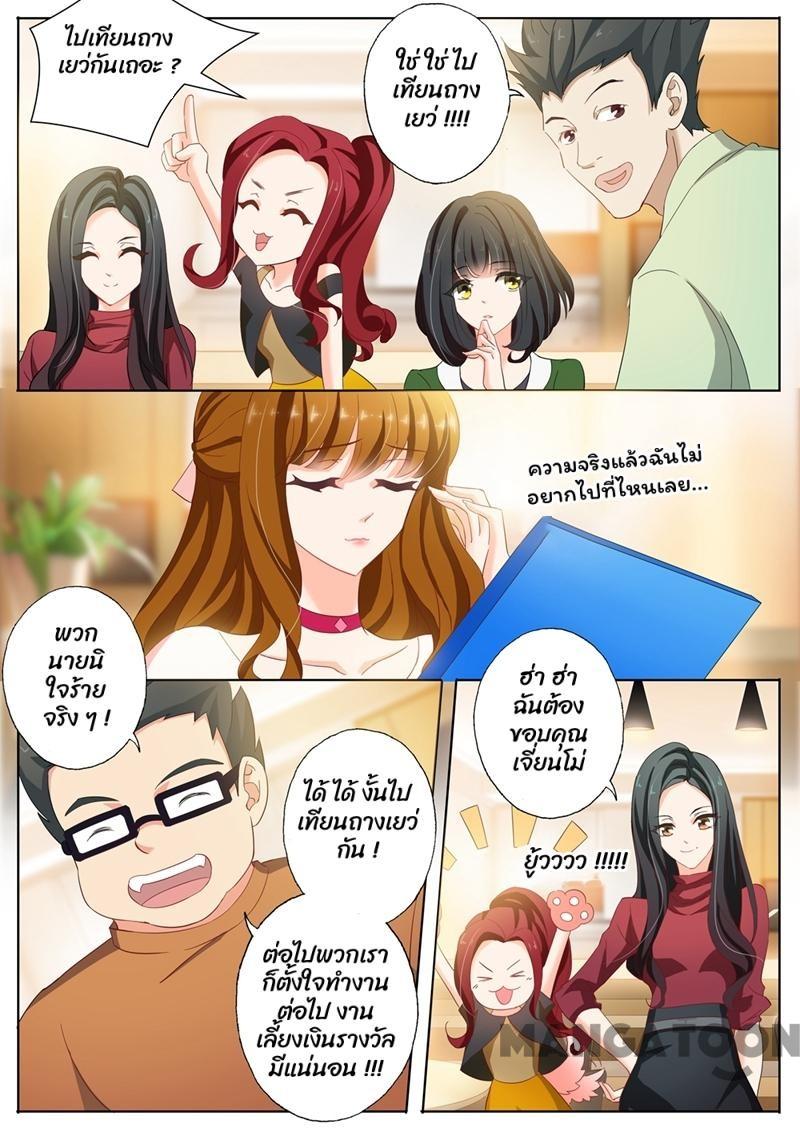 ไปเทียนถาง
เยว่กันเถอะ ?
ใช่ ใช่ ไป
เทียนถาง
เยว่ !!!!
ความจริงแล้วฉันไม่
อยากไปที่ไหนเลย...
พวก
นายนิ
ใจร้าย
จริง ๆ !
ได้ ได้ งั้นไป
เทียนถางเยว่
กัน !
ต่อไปพวกเรา
ก็ตั้งใจทำงาน
ต่อไป งาน
เลี้ยงเงินรางวัล
มีแน่นอน !!!
ฮ่า ฮ่า
ฉันต้อง
ขอบคุณ
เจี่ยนโม่
ยู้วววว !!!!!
MANGATOON